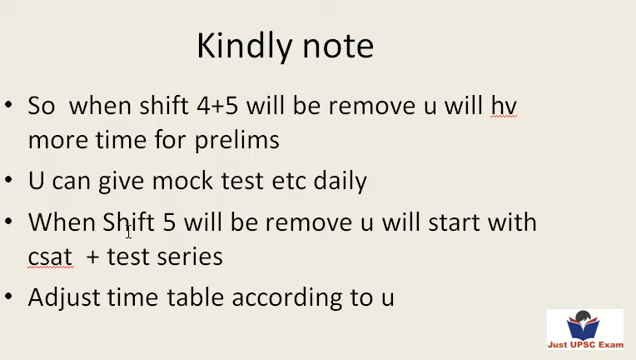 Kindly note
• So when shift 4+5 will be remove u will hv
more time for prelims
• U can give mock test etc daily
• When Shift 5 will be remove u will start with
csat + test series
• Adjust time table according to u
Just UPSC Exam